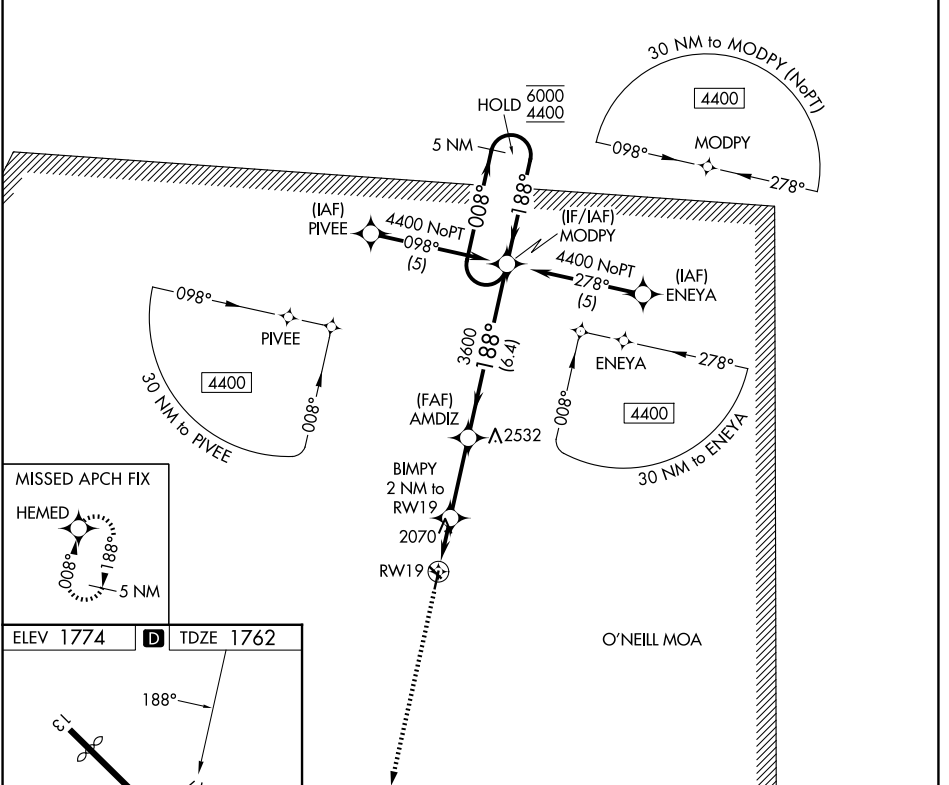 30 NM to MODPY (NoPT)
4400
MODPY
098°
278°
HOLD 6000
4400
5 NM
008°
188°
(IAF)
PIVEE
4400 NoPT
098°
(5)
(IF/IAF)
MODPY
4400 NoPT
278°
(5)
(IAF)
ENEYA
098°
PIVEE
4400
008°
30 NM to PIVEE
3600
188°
(6.4)
ENEYA
278°
008°
4400
30 NM to ENEYA
(FAF)
AMDIZ
2532
BIMPY
2 NM to
RW19
2070
RW19
MISSED APCH FIX
HEMED
008°
188°
5 NM
O'NEILL MOA
ELEV 1774 D TDZE 1762
188°
13